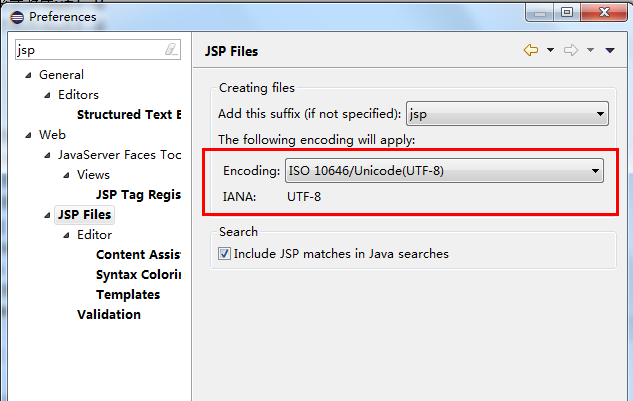 Preferences
jsp
General
Editors
Structured Text E
Web
JavaServer Faces Toc
Views
JSP Tag Regis
JSP Files
Editor
Content Assis
Syntax Colorin
Templates
Validation
JSP Files
Creating files
Add this suffix (if not specified): jsp
The following encoding will apply:
Encoding: ISO 10646/Unicode(UTF-8)
IANA: UTF-8
Search
Include JSP matches in Java searches